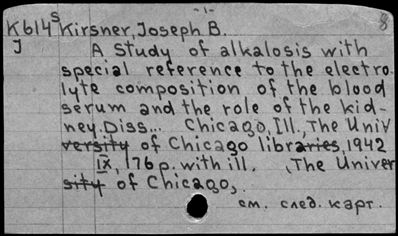 -1-
8
K614s Kirsner, Joseph B.
J A study of alkalosis with
special reference to the electro
lyte composition of the blood
serum and the role of the kid-
ney. Diss... Chicago, Ill., The Univ
versity of Chicago libraries, 1942
IX, 176 p. with ill. , The Univer
sity of Chicago,.
см. след. карт.